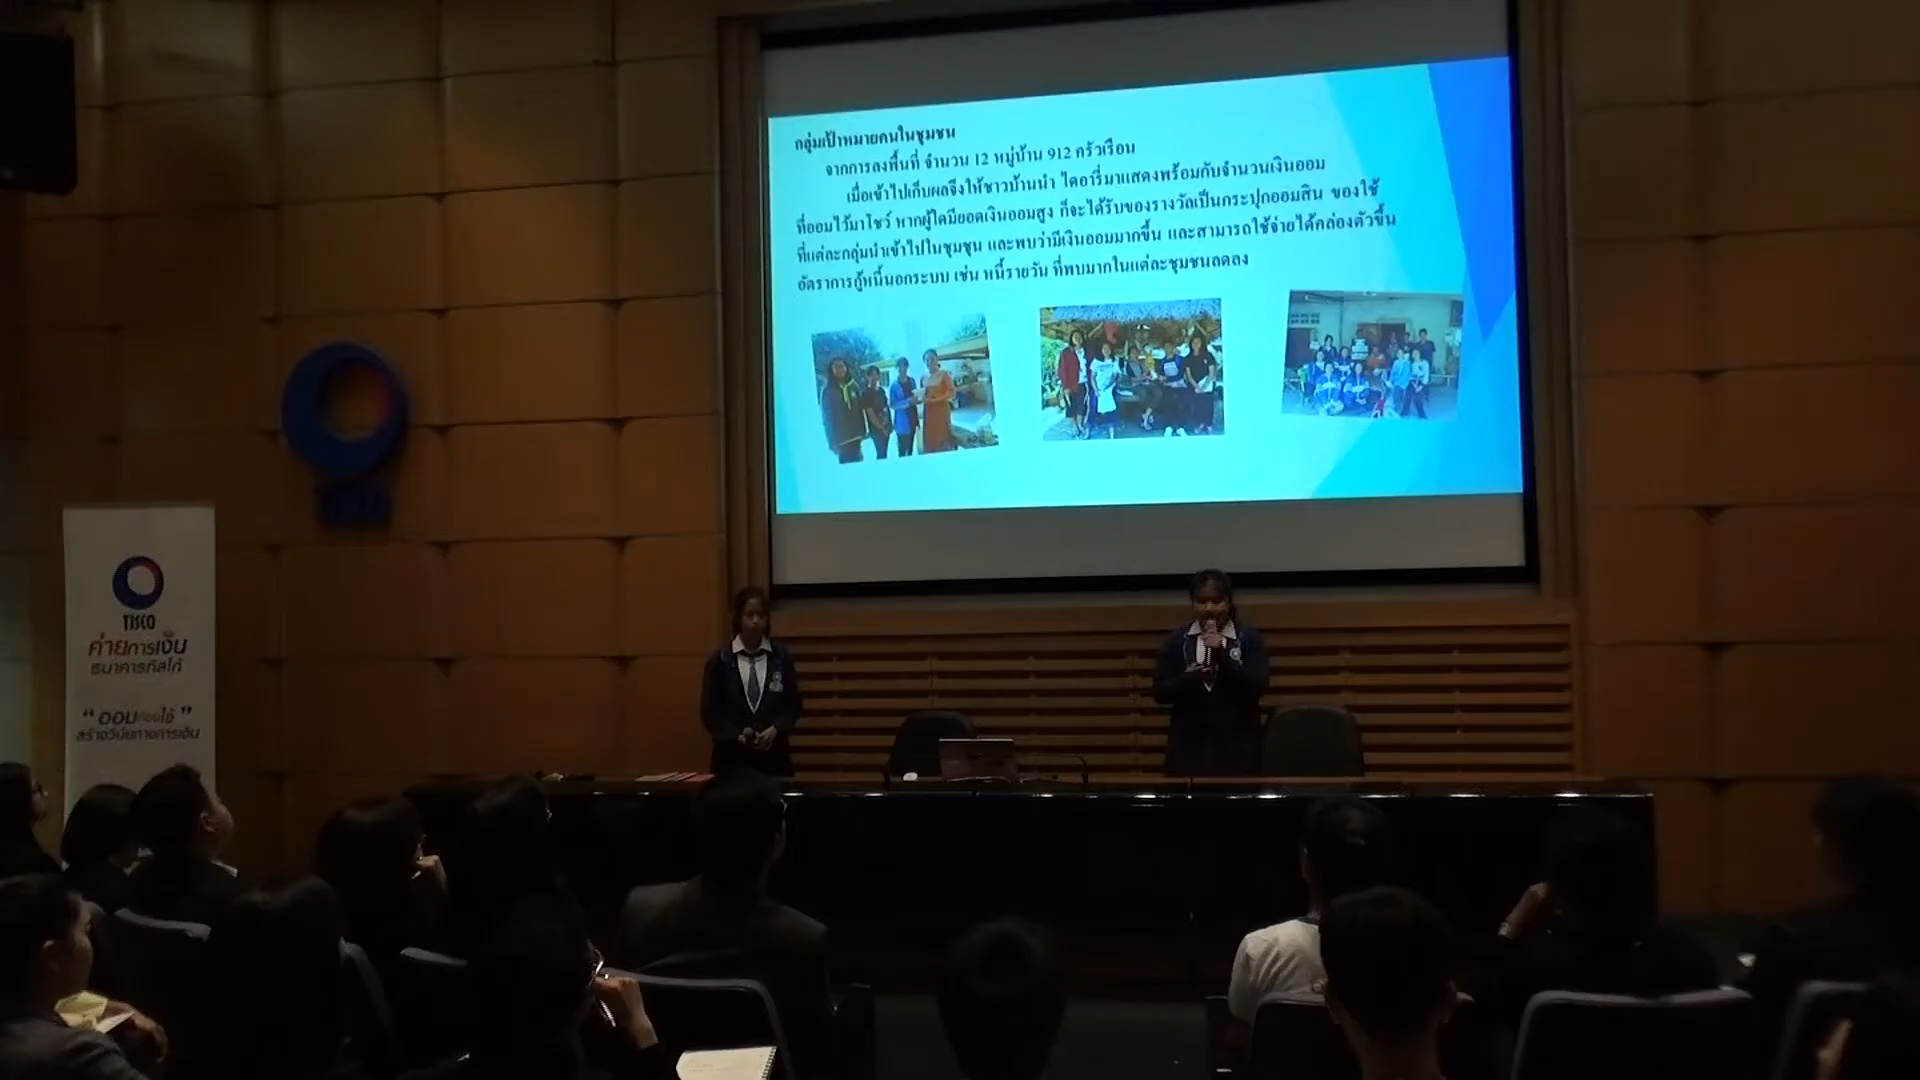 กลุ่มเป้าหมายคนในชุมชน
จากการลงพื้นที่ จำนวน 12 หมู่บ้าน 912 ครัวเรือน
เมื่อเข้าไปเก็บผลจึงให้ชาวบ้านนำ ไดอารี่มาแสดงพร้อมกับจำนวนเงินออม
ที่ออมไว้มาโชว์ หากผู้ใดมียอดเงินออมสูง ก็จะได้รับของรางวัลเป็นกระปุกออมสิน ของใช้
ที่แต่ละกลุ่มนำเข้าไปในชุมชน และพบว่ามีเงินออมมากขึ้น และสามารถใช้จ่ายได้คล่องตัวขึ้น
อัตราการกู้หนี้นอกระบบ เช่น หนี้รายวัน ที่พบมากในแต่ละชุมชนลดลง
TISCO
ค่ายการเงิน
ธนาคารทิสโก้
“ออมก่อนใช้”
สร้างวินัยทางการเงิน